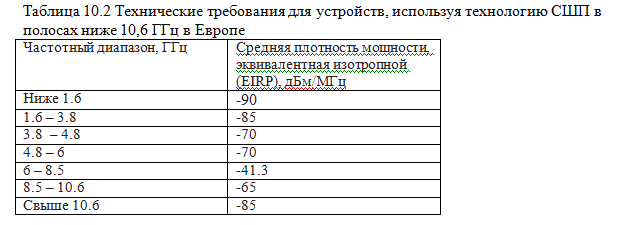 Таблица 10.2 Технические требования для устройств, используя технологию СШП в
полосах ниже 10,6 ГГц в Европе
Частотный диапазон, ГГц
Средняя плотность мощности,
эквивалентная изотропной
(EIRP), дБм/МГц
Ниже 1.6 -90
1.6 – 3.8 -85
3.8 – 4.8 -70
4.8 – 6 -70
6 – 8.5 -41.3
8.5 – 10.6 -65
Свыше 10.6 -85